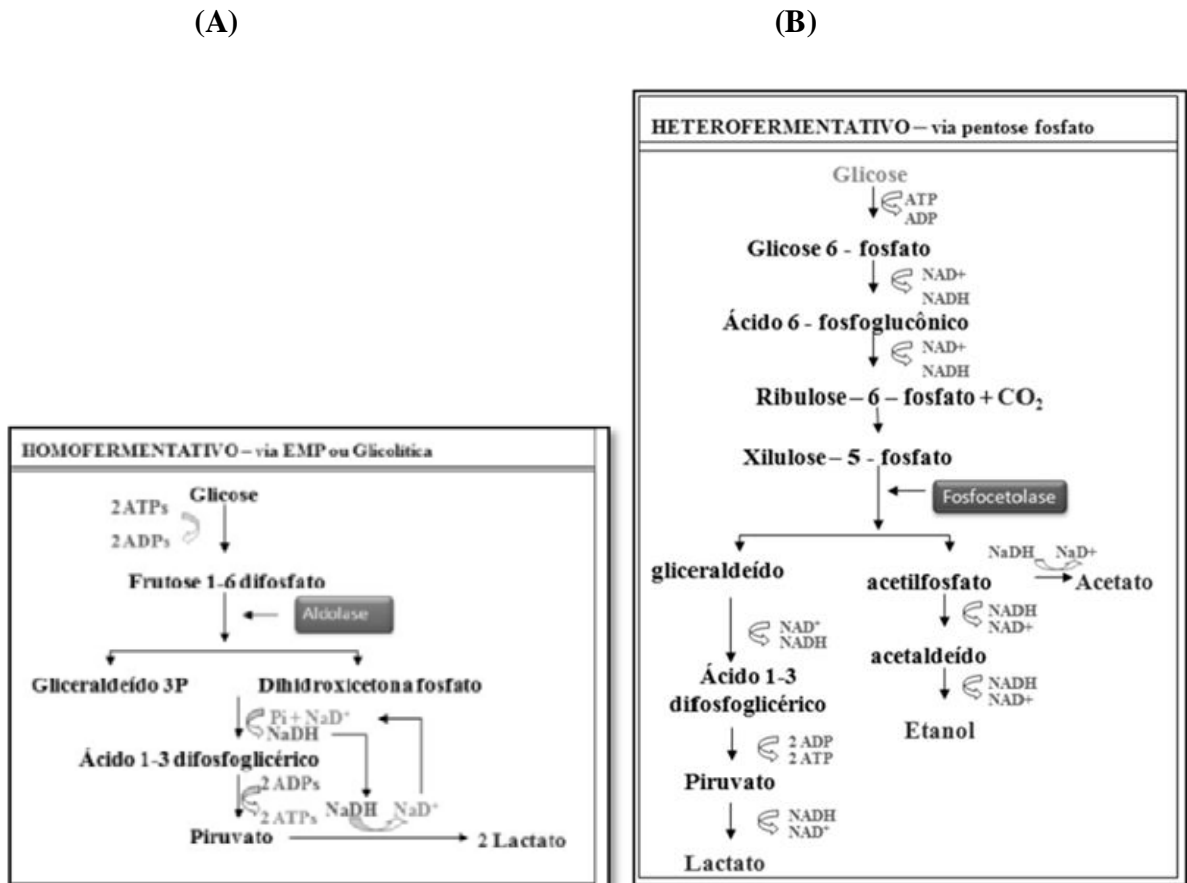 (A)
(B)
HOMOFERMENTATIVO – via EMP ou Glicolítica
Glicose
2 ATPs
2 ADPs
Frutose 1-6 difosfato
Aldolase
Gliceraldeído 3P
Dihidroxicetona fosfato
Pi + NaD⁺
NaDH
Ácido 1-3 difosfoglicérico
2 ADPs
2 ATPs
NaDH NaD⁺
Piruvato
2 Lactato
HETEROFERMENTATIVO – via pentose fosfato
Glicose
ATP
ADP
Glicose 6 - fosfato
NAD+
NADH
Ácido 6 - fosfoglucônico
NAD+
NADH
Ribulose – 6 – fosfato + CO₂
Xilulose – 5 - fosfato
Fosfocetolase
gliceraldeído
acetilfosfato
NaDH NaD+
Acetato
NAD⁺
NADH
NADH
NAD+
acetaldeído
Ácido 1-3
difosfoglicérico
NADH
NAD+
Etanol
2 ADP
2 ATP
Piruvato
NADH
NAD⁺
Lactato